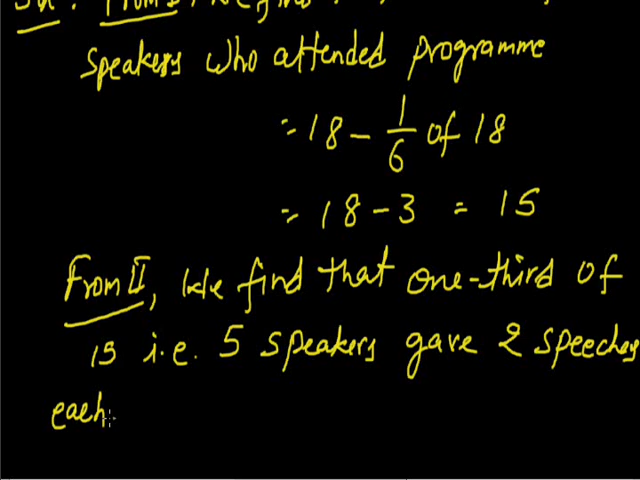 From I,
speakers who attended programme
= 18 - 1/6 of 18
= 18 - 3 = 15
From II, we find that one-third of
15 i.e. 5 speakers gave 2 speeches
each